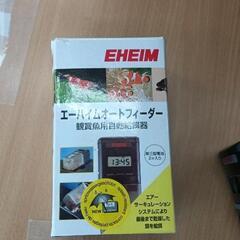 EHEIM
エーハイムオートフィーダー
観賞魚用自動給餌器
13:45
NEW
エアー
サーキュレーション
システムにより
最後まで乾燥した
餌を給餌